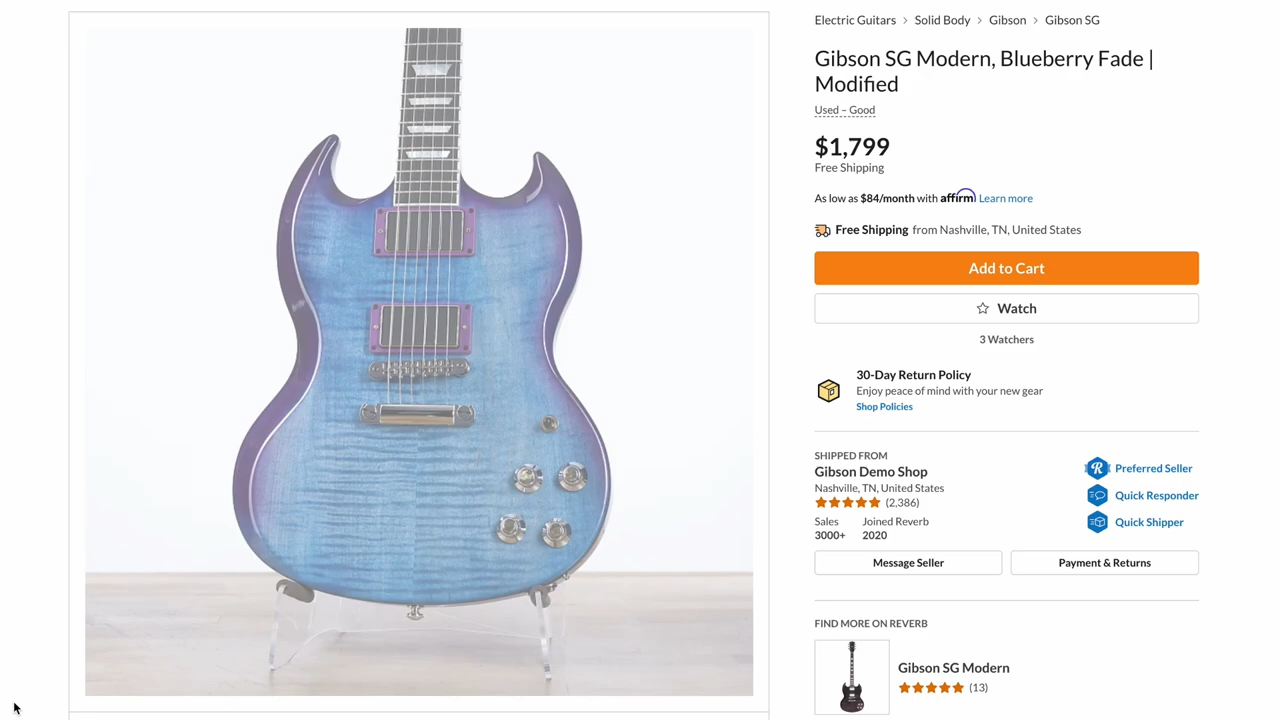 Electric Guitars > Solid Body > Gibson > Gibson SG
Gibson SG Modern, Blueberry Fade |
Modified
Used – Good
$1,799
Free Shipping
As low as $84/month with affirm Learn more
Free Shipping from Nashville, TN, United States
Add to Cart
Watch
3 Watchers
30-Day Return Policy
Enjoy peace of mind with your new gear
Shop Policies
SHIPPED FROM
Gibson Demo Shop
Nashville, TN, United States
(2,386)
Preferred Seller
Quick Responder
Quick Shipper
Sales
3000+
Joined Reverb
2020
Message Seller
Payment & Returns
FIND MORE ON REVERB
Gibson SG Modern
(13)